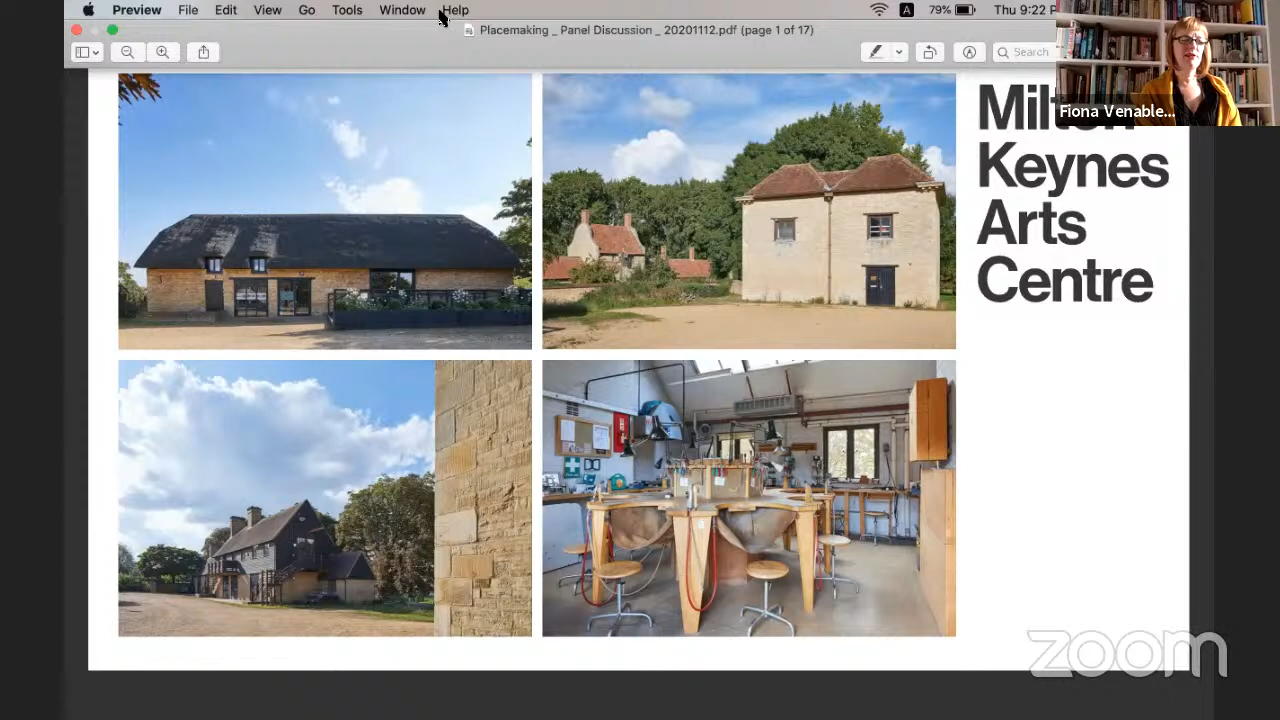 Preview File Edit View Go Tools Window Help
A 79% Thu 9:22 P
Placemaking _ Panel Discussion _ 20201112.pdf (page 1 of 17)
Search
Fiona Venable...
Milton
Keynes
Arts
Centre
zoom